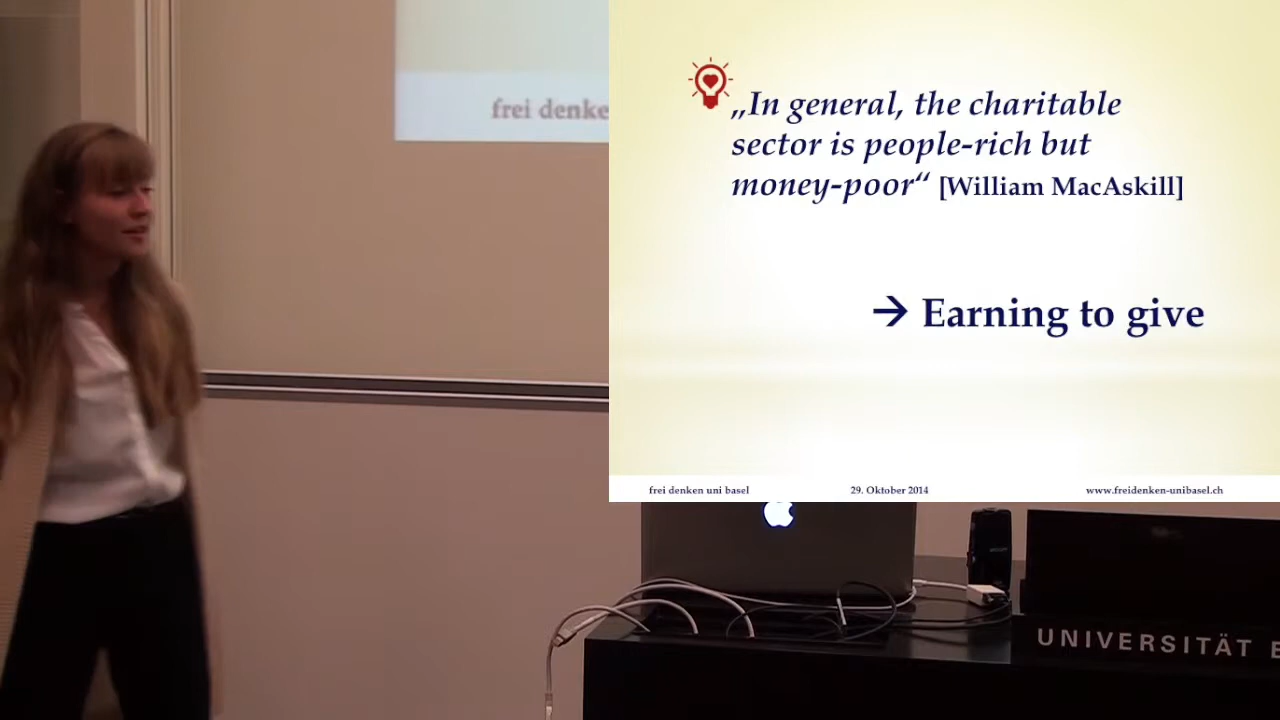 frei denke
„In general, the charitable
sector is people-rich but
money-poor“ [William MacAskill]
→ Earning to give
frei denken uni basel 29. Oktober 2014 www.freidenken-unibasel.ch
UNIVERSITÄT